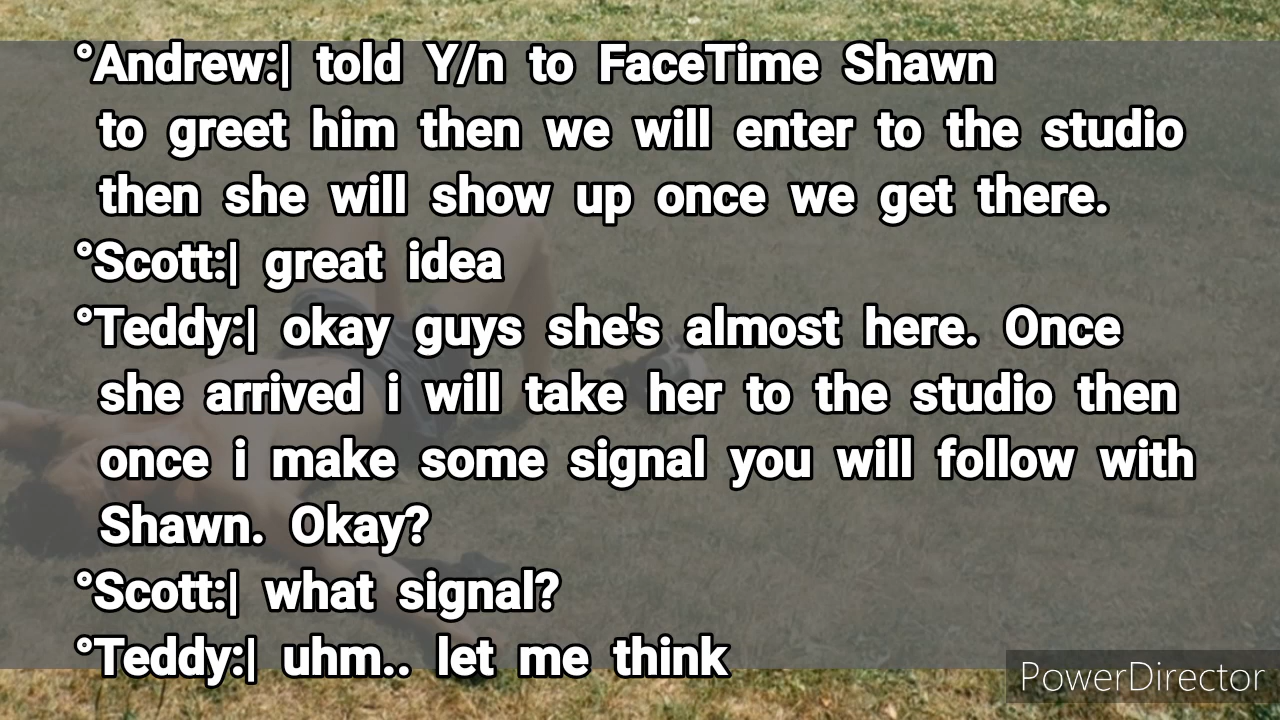 °Andrew:| told Y/n to FaceTime Shawn
to greet him then we will enter to the studio
then she will show up once we get there.
°Scott:| great idea
°Teddy:| okay guys she's almost here. Once
she arrived i will take her to the studio then
once i make some signal you will follow with
Shawn. Okay?
°Scott:| what signal?
°Teddy:| uhm.. let me think
PowerDirector